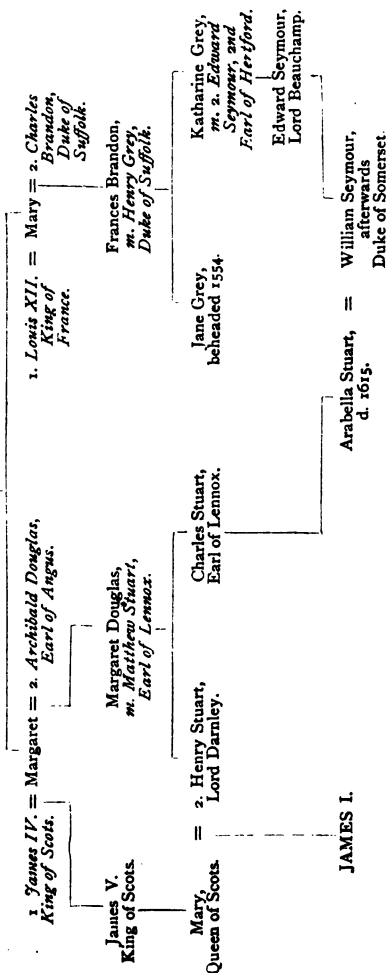 1 James IV. = Margaret = 2. Archibald Douglas,
King of Scots.
Earl of Angus.
1. Louis XII. = Mary = 2. Charles
King of
France.
Brandon,
Duke of
Suffolk.
James V.
King of Scots.
Margaret Douglas,
m. Matthew Stuart,
Earl of Lennox.
Frances Brandon,
m. Henry Grey,
Duke of Suffolk.
Mary,
Queen of Scots.
= 2. Henry Stuart,
Lord Darnley.
Charles Stuart,
Earl of Lennox.
Jane Grey,
beheaded 1554.
Katharine Grey,
m. 2. Edward
Seymour, and
Earl of Hertford.
Edward Seymour,
Lord Beauchamp.
JAMES I.
Arabella Stuart,
d. 1615.
= William Seymour,
afterwards
Duke of Somerset.